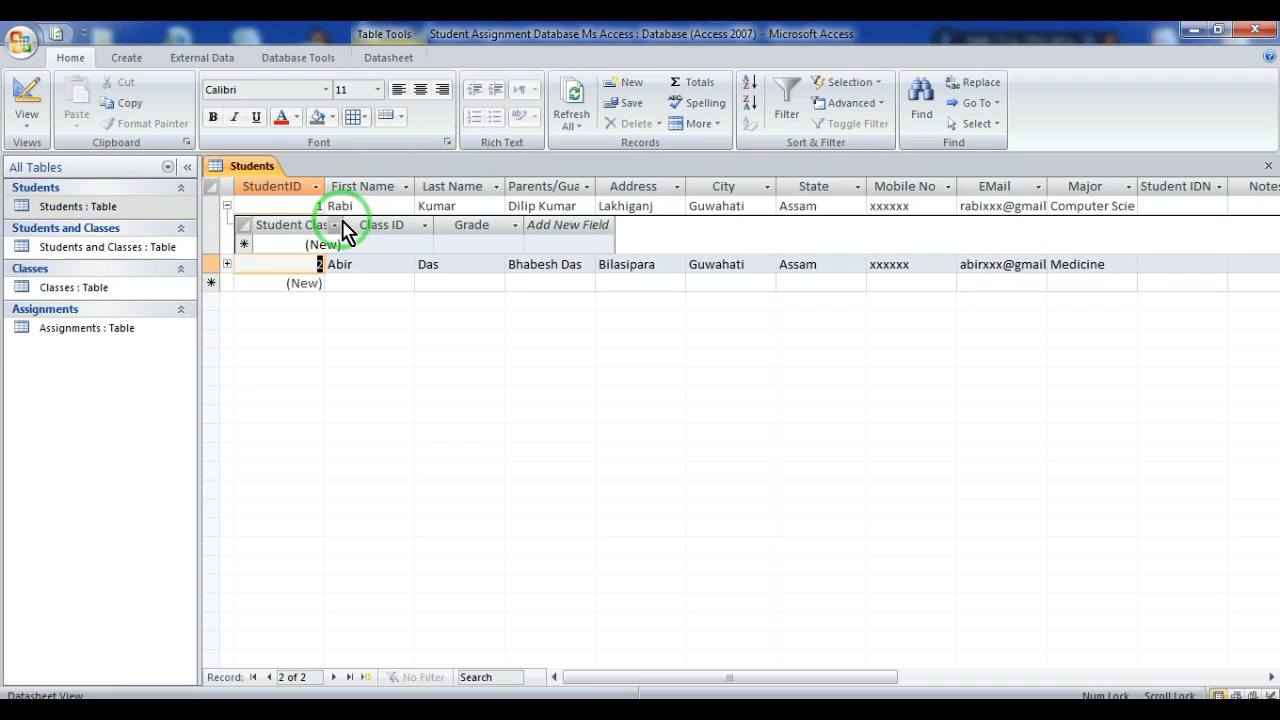 Table Tools
Student Assignment Database Ms Access : Database (Access 2007) - Microsoft Access
Home Create External Data Database Tools Datasheet
View
Views
Paste
Cut
Copy
Format Painter
Clipboard
Calibri 11
B I U A
Font
Rich Text
Refresh All
New
Save
Delete
Totals
Spelling
More
Records
Filter
Selection
Advanced
Toggle Filter
Sort & Filter
Find
Replace
Go To
Select
Find
All Tables
Students
Students : Table
Students and Classes
Students and Classes : Table
Classes
Classes : Table
Assignments
Assignments : Table
Students
StudentID First Name Last Name Parents/Gua Address City State Mobile No EMail Major Student IDN Notes
1 Rabi Kumar Dilip Kumar Lakhiganj Guwahati Assam xxxxxx rabixxx@gmail Computer Scie
Student Clas Class ID Grade Add New Field
(New)
2 Abir Das Bhabesh Das Bilasipara Guwahati Assam xxxxxx abirxxx@gmail Medicine
(New)
Record: 2 of 2 No Filter Search
Datasheet View Num Lock Scroll Lock